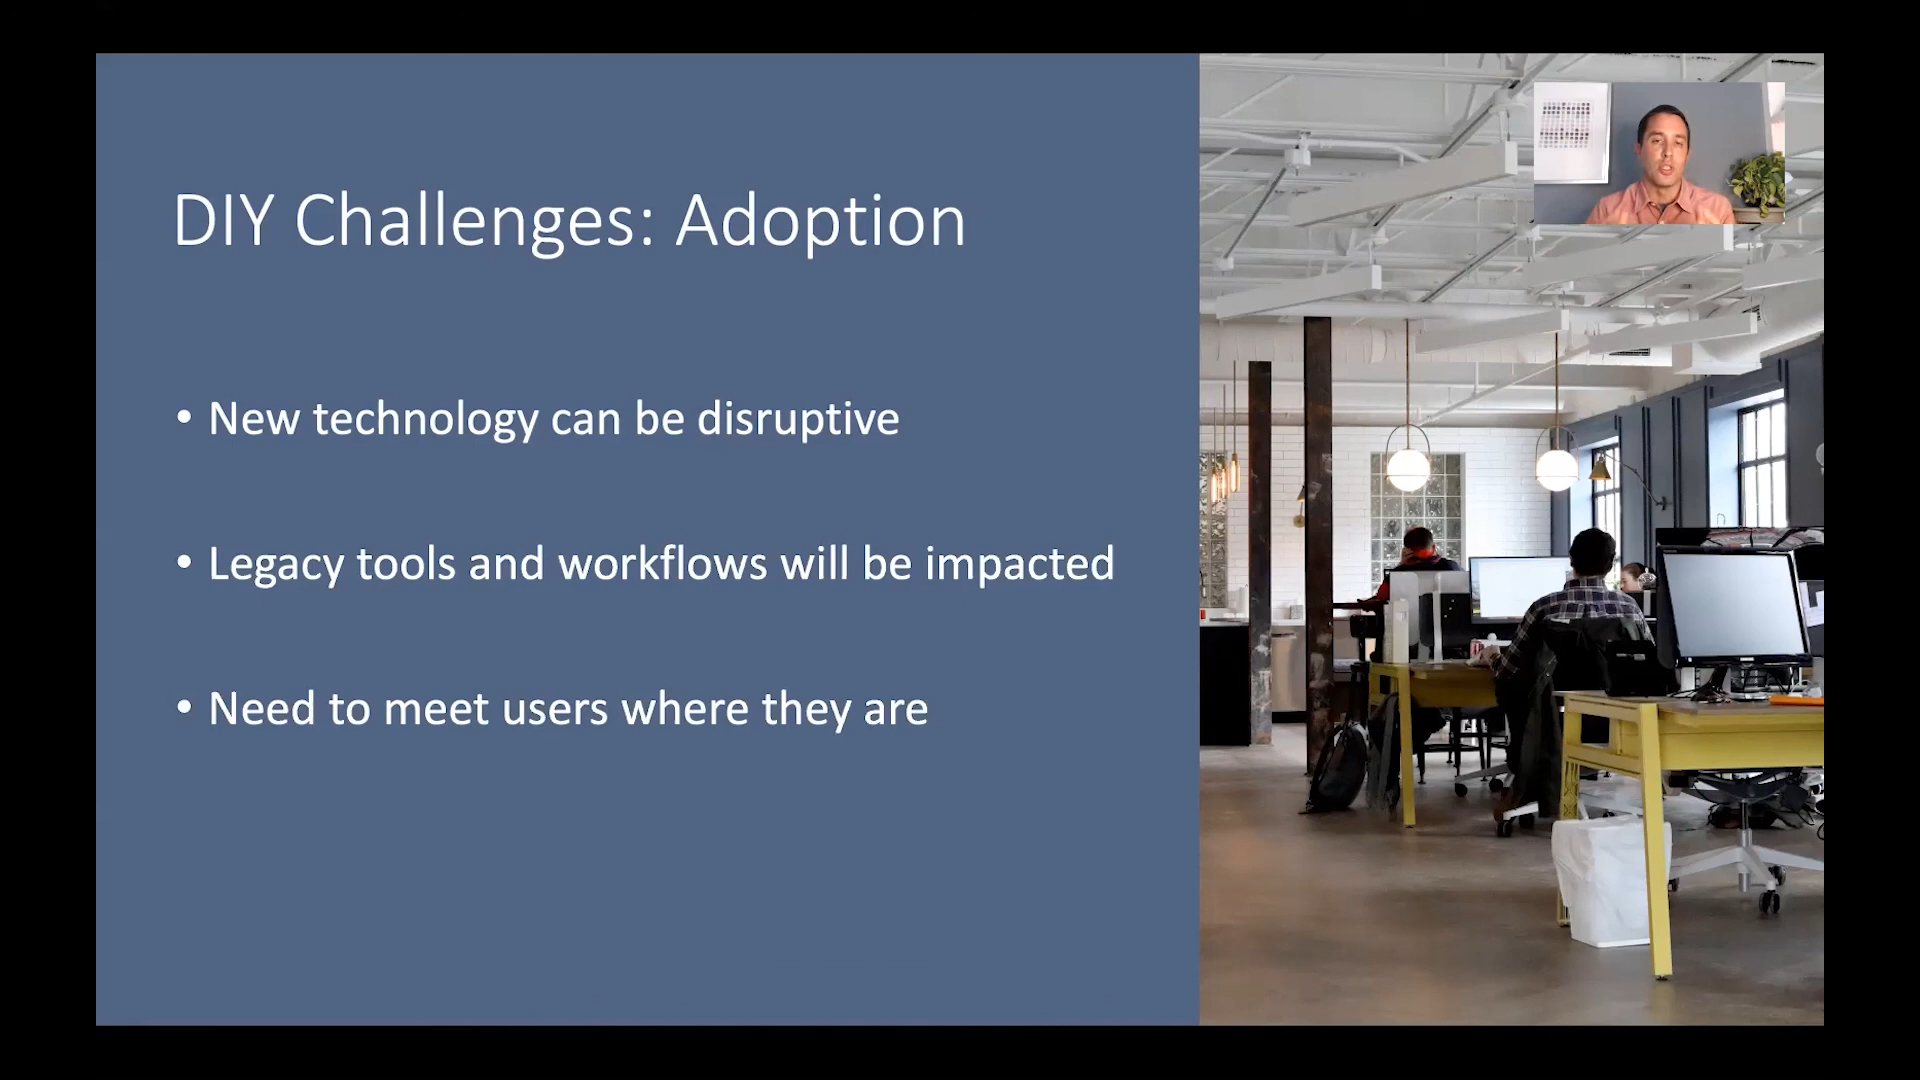 DIY Challenges: Adoption
• New technology can be disruptive
• Legacy tools and workflows will be impacted
• Need to meet users where they are